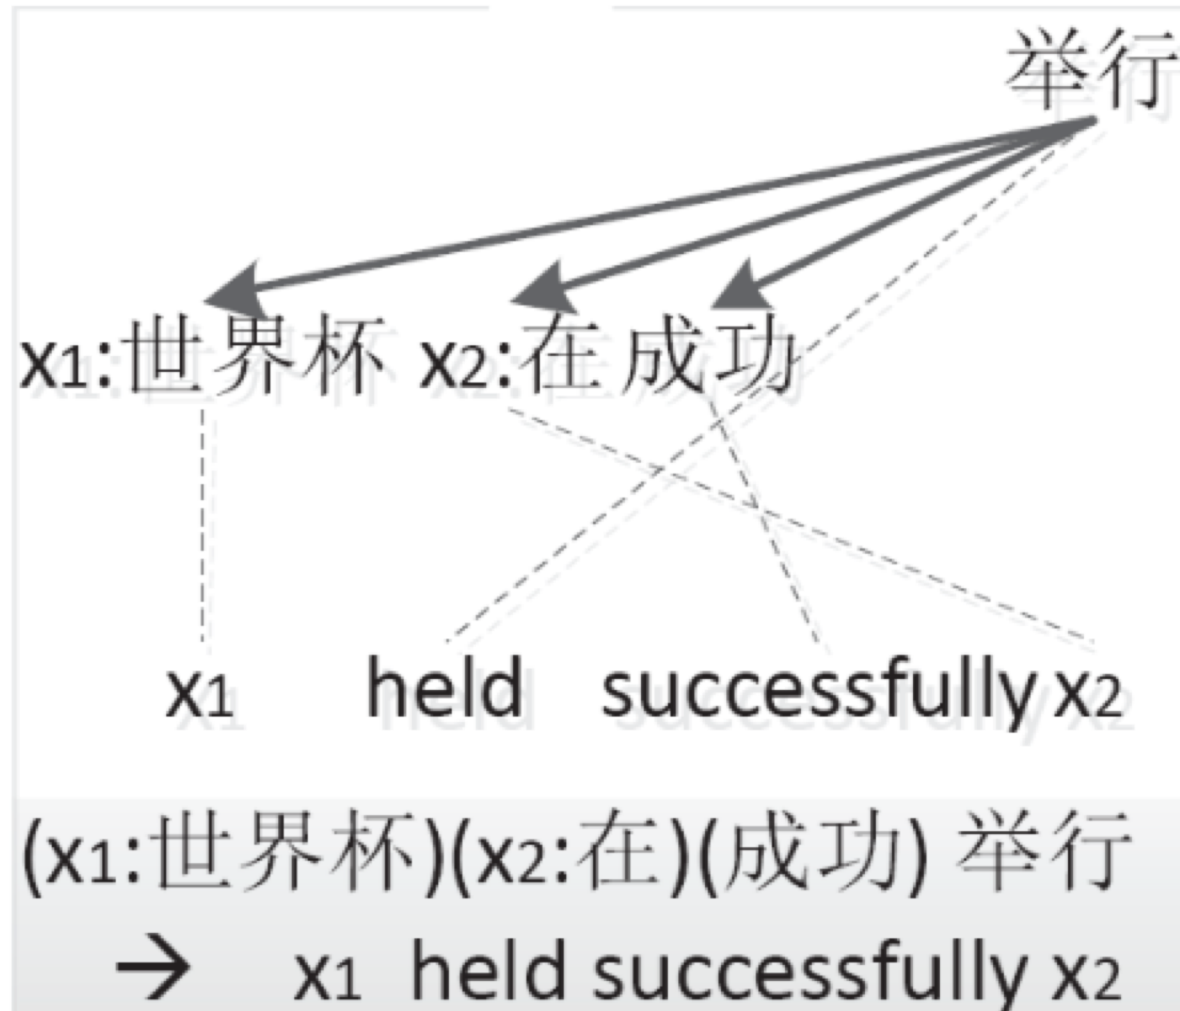 举行
x1:世界杯 x2:在 成功
x1 held successfully x2
(x1:世界杯)(x2:在)(成功) 举行
→ x1 held successfully x2